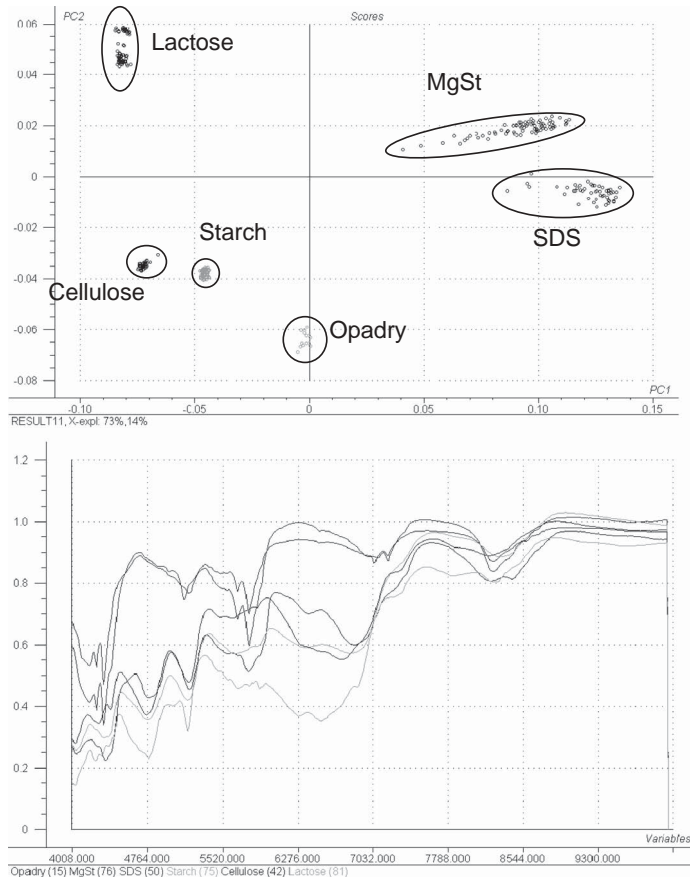 PC2 Scores
0.06
Lactose
MgSt
0.04
0.02
0
-0.02
SDS
Starch
-0.04
Cellulose
Opadry
-0.06
-0.08
PC1
-0.10 -0.05 0 0.05 0.10 0.15
RESULT11, X-expl: 73%,14%
1.2
1.0
0.8
0.6
0.4
0.2
0
Variables
4008.000 4764.000 5520.000 6276.000 7032.000 7788.000 8544.000 9300.000
Opadry (15) MgSt (76) SDS (50) Starch (75) Cellulose (42) Lactose (81)